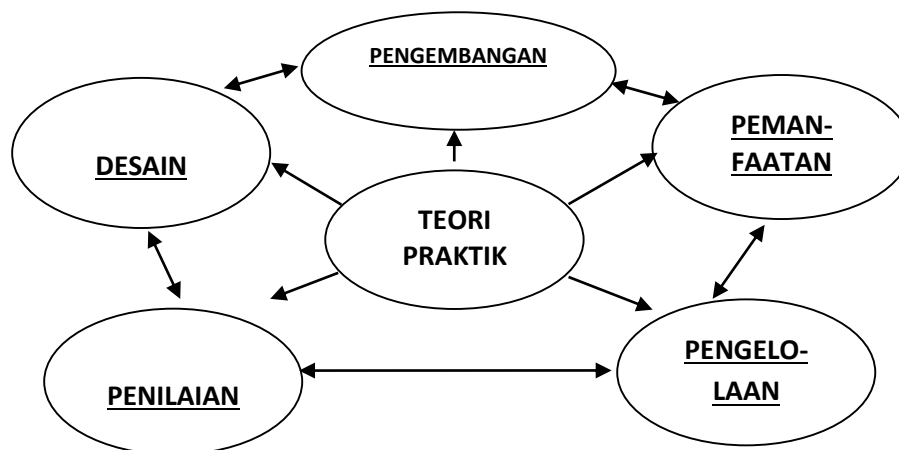 PENGEMBANGAN
DESAIN
PEMAN-
FAATAN
TEORI
PRAKTIK
PENILAIAN
PENGELO-
LAAN